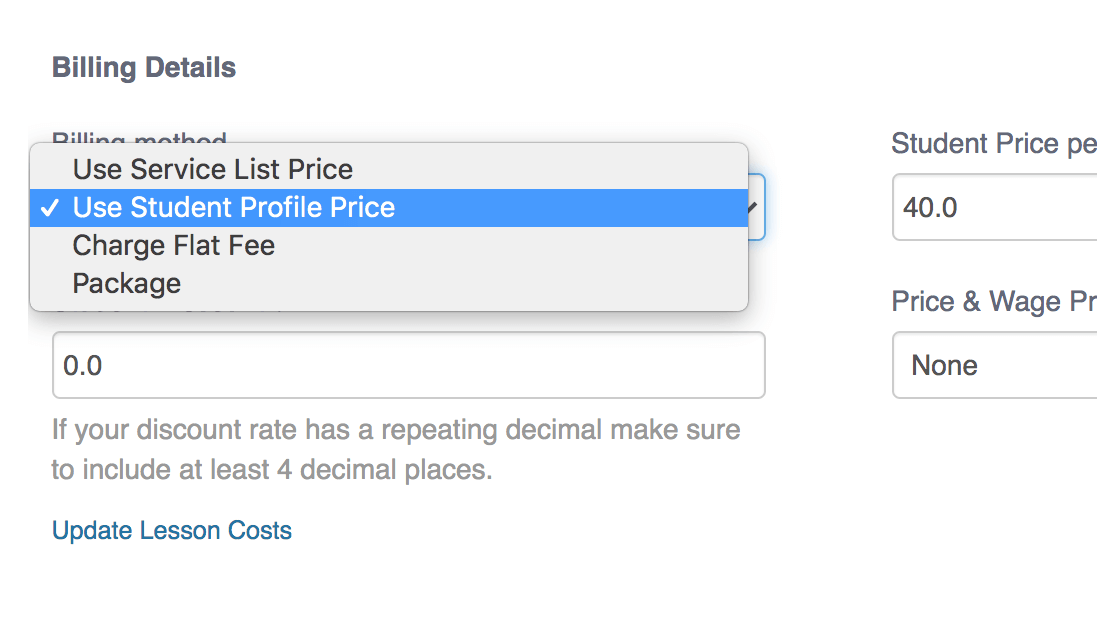 Billing Details
Billing method
Student Price pe
Use Service List Price
✓ Use Student Profile Price
40.0
Charge Flat Fee
Package
Price & Wage Pr
0.0
None
If your discount rate has a repeating decimal make sure
to include at least 4 decimal places.
Update Lesson Costs